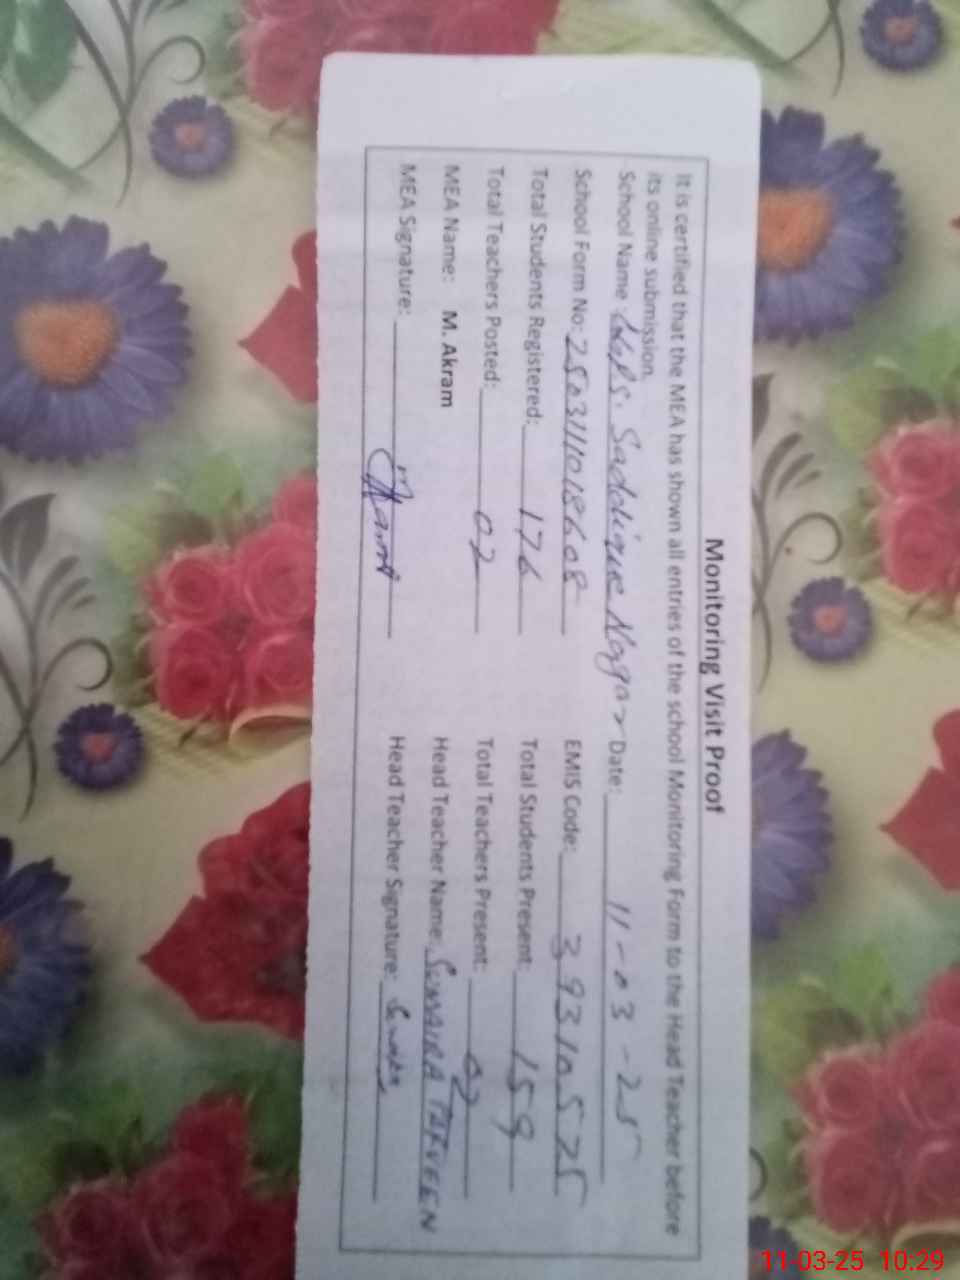 Monitoring Visit Proof
It is certified that the MEA has shown all entries of the school Monitoring Form to the Head Teacher before
its online submission.
School Name Saddique Nagar Date: 11-03-25
School Form No: 2503111018608 EMIS Code: 39310575
Total Students Registered: 176 Total Students Present: 159
Total Teachers Posted: 02 Total Teachers Present: 02
MEA Name: M. Akram Head Teacher Name: SUMAIRA PARVEEN
MEA Signature: Head Teacher Signature:
11-03-25 10:29